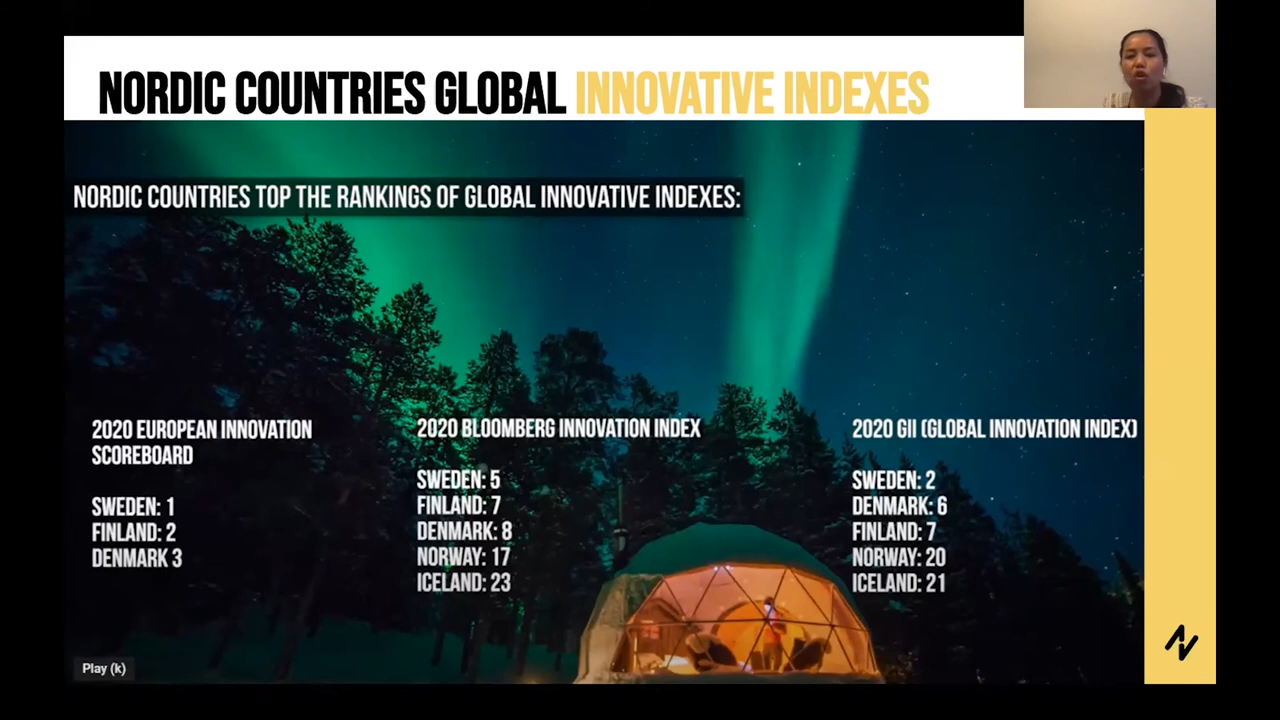 NORDIC COUNTRIES GLOBAL INNOVATIVE INDEXES
NORDIC COUNTRIES TOP THE RANKINGS OF GLOBAL INNOVATIVE INDEXES:
2020 EUROPEAN INNOVATION
SCOREBOARD
SWEDEN: 1
FINLAND: 2
DENMARK 3
2020 BLOOMBERG INNOVATION INDEX
SWEDEN: 5
FINLAND: 7
DENMARK: 8
NORWAY: 17
ICELAND: 23
2020 GII (GLOBAL INNOVATION INDEX)
SWEDEN: 2
DENMARK: 6
FINLAND: 7
NORWAY: 20
ICELAND: 21
Play (k)